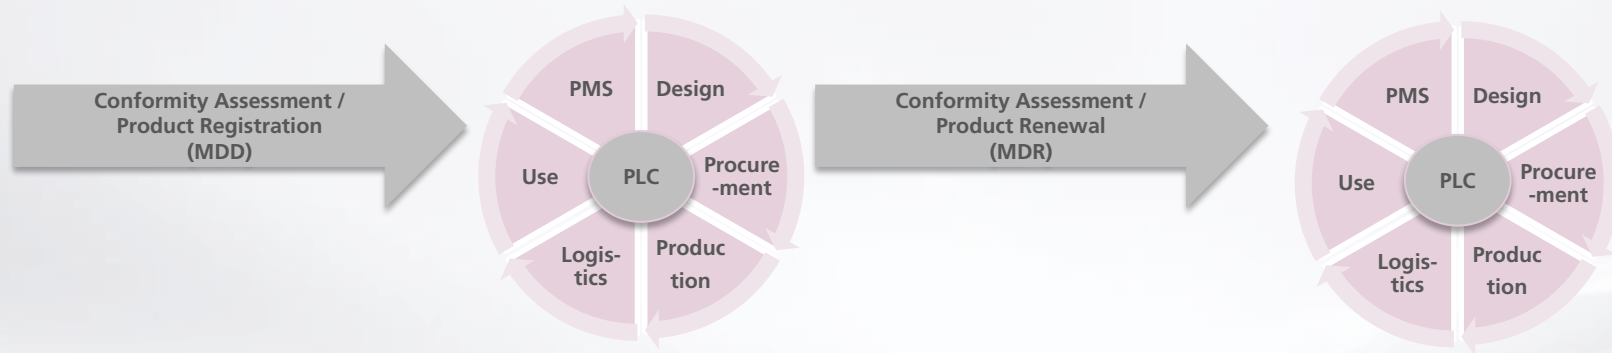 Conformity Assessment /
Product Registration
(MDD)
PMS
Design
Use
PLC
Procure
-ment
Logis-
tics
Produc
tion
Conformity Assessment /
Product Renewal
(MDR)
PMS
Design
Use
PLC
Procure
-ment
Logis-
tics
Produc
tion